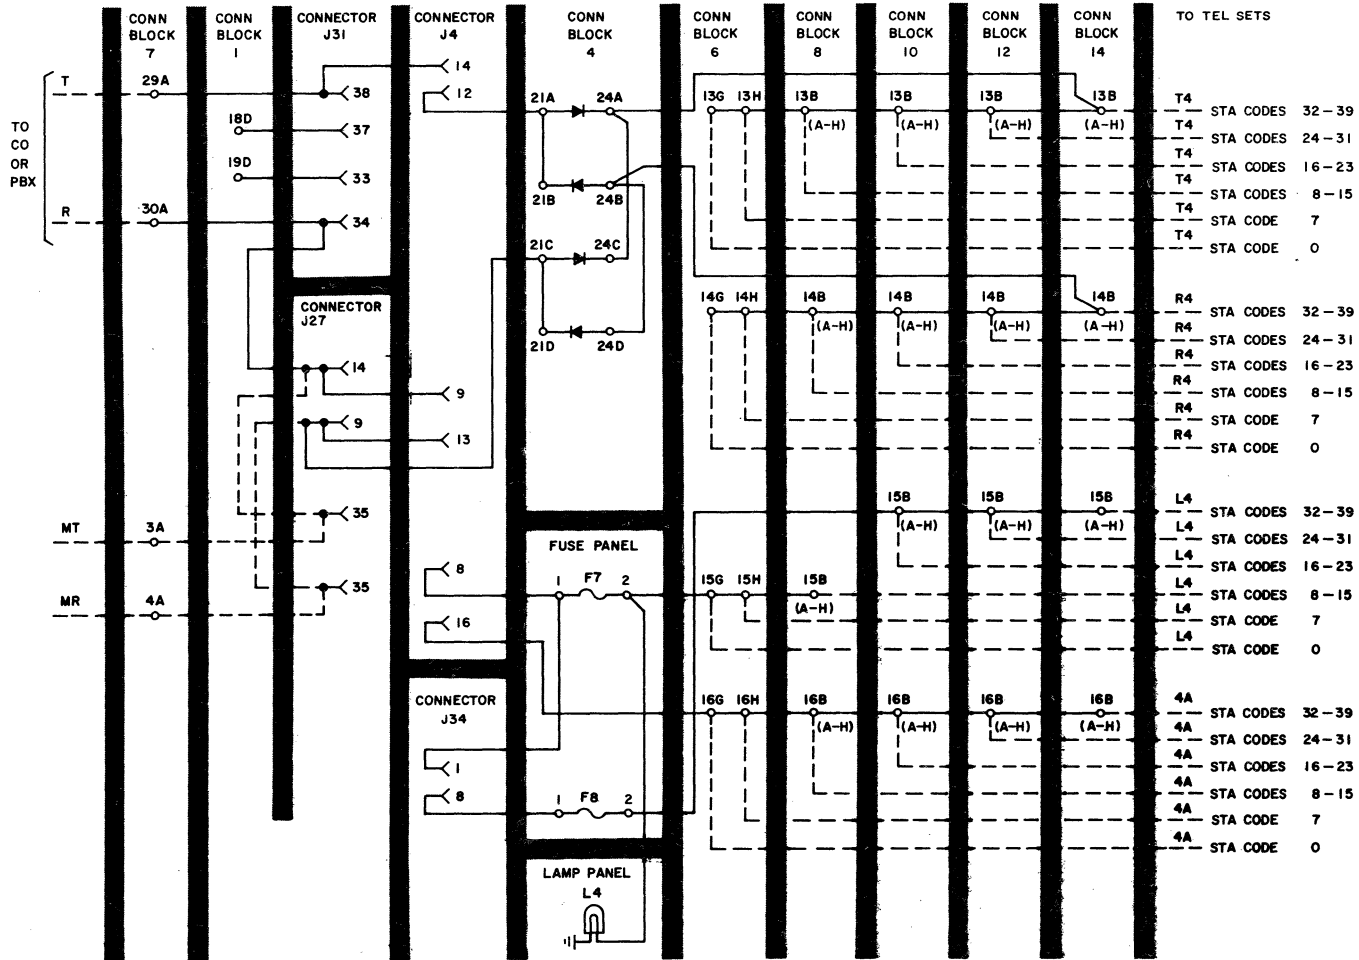 CONN BLOCK 7
CONN BLOCK 1
CONNECTOR J31
CONNECTOR J4
CONN BLOCK 4
CONN BLOCK 6
CONN BLOCK 8
CONN BLOCK 10
CONN BLOCK 12
CONN BLOCK 14
TO TEL SETS
TO CO OR PBX
T
29A
38
14
12
18D
37
19D
33
R
30A
34
21A
24A
21B
24B
21C
24C
21D
24D
13G 13H 13B 13B 13B 13B
(A-H) (A-H) (A-H) (A-H)
T4 STA CODES 32-39
T4 STA CODES 24-31
T4 STA CODES 16-23
T4 STA CODES 8-15
T4 STA CODE 7
T4 STA CODE 0
CONNECTOR J27
14
9
9
13
14G 14H 14B 14B 14B 14B
(A-H) (A-H) (A-H) (A-H)
R4 STA CODES 32-39
R4 STA CODES 24-31
R4 STA CODES 16-23
R4 STA CODES 8-15
R4 STA CODE 7
R4 STA CODE 0
MT
3A
35
MR
4A
35
8
16
FUSE PANEL
1 F7 2
15B 15B 15B
(A-H) (A-H) (A-H)
15G 15H 15B
(A-H)
L4 STA CODES 32-39
L4 STA CODES 24-31
L4 STA CODES 16-23
L4 STA CODES 8-15
L4 STA CODE 7
L4 STA CODE 0
CONNECTOR J34
1
8
1 F8 2
16G 16H 16B 16B 16B 16B
(A-H) (A-H) (A-H) (A-H)
4A STA CODES 32-39
4A STA CODES 24-31
4A STA CODES 16-23
4A STA CODES 8-15
4A STA CODE 7
4A STA CODE 0
LAMP PANEL
L4